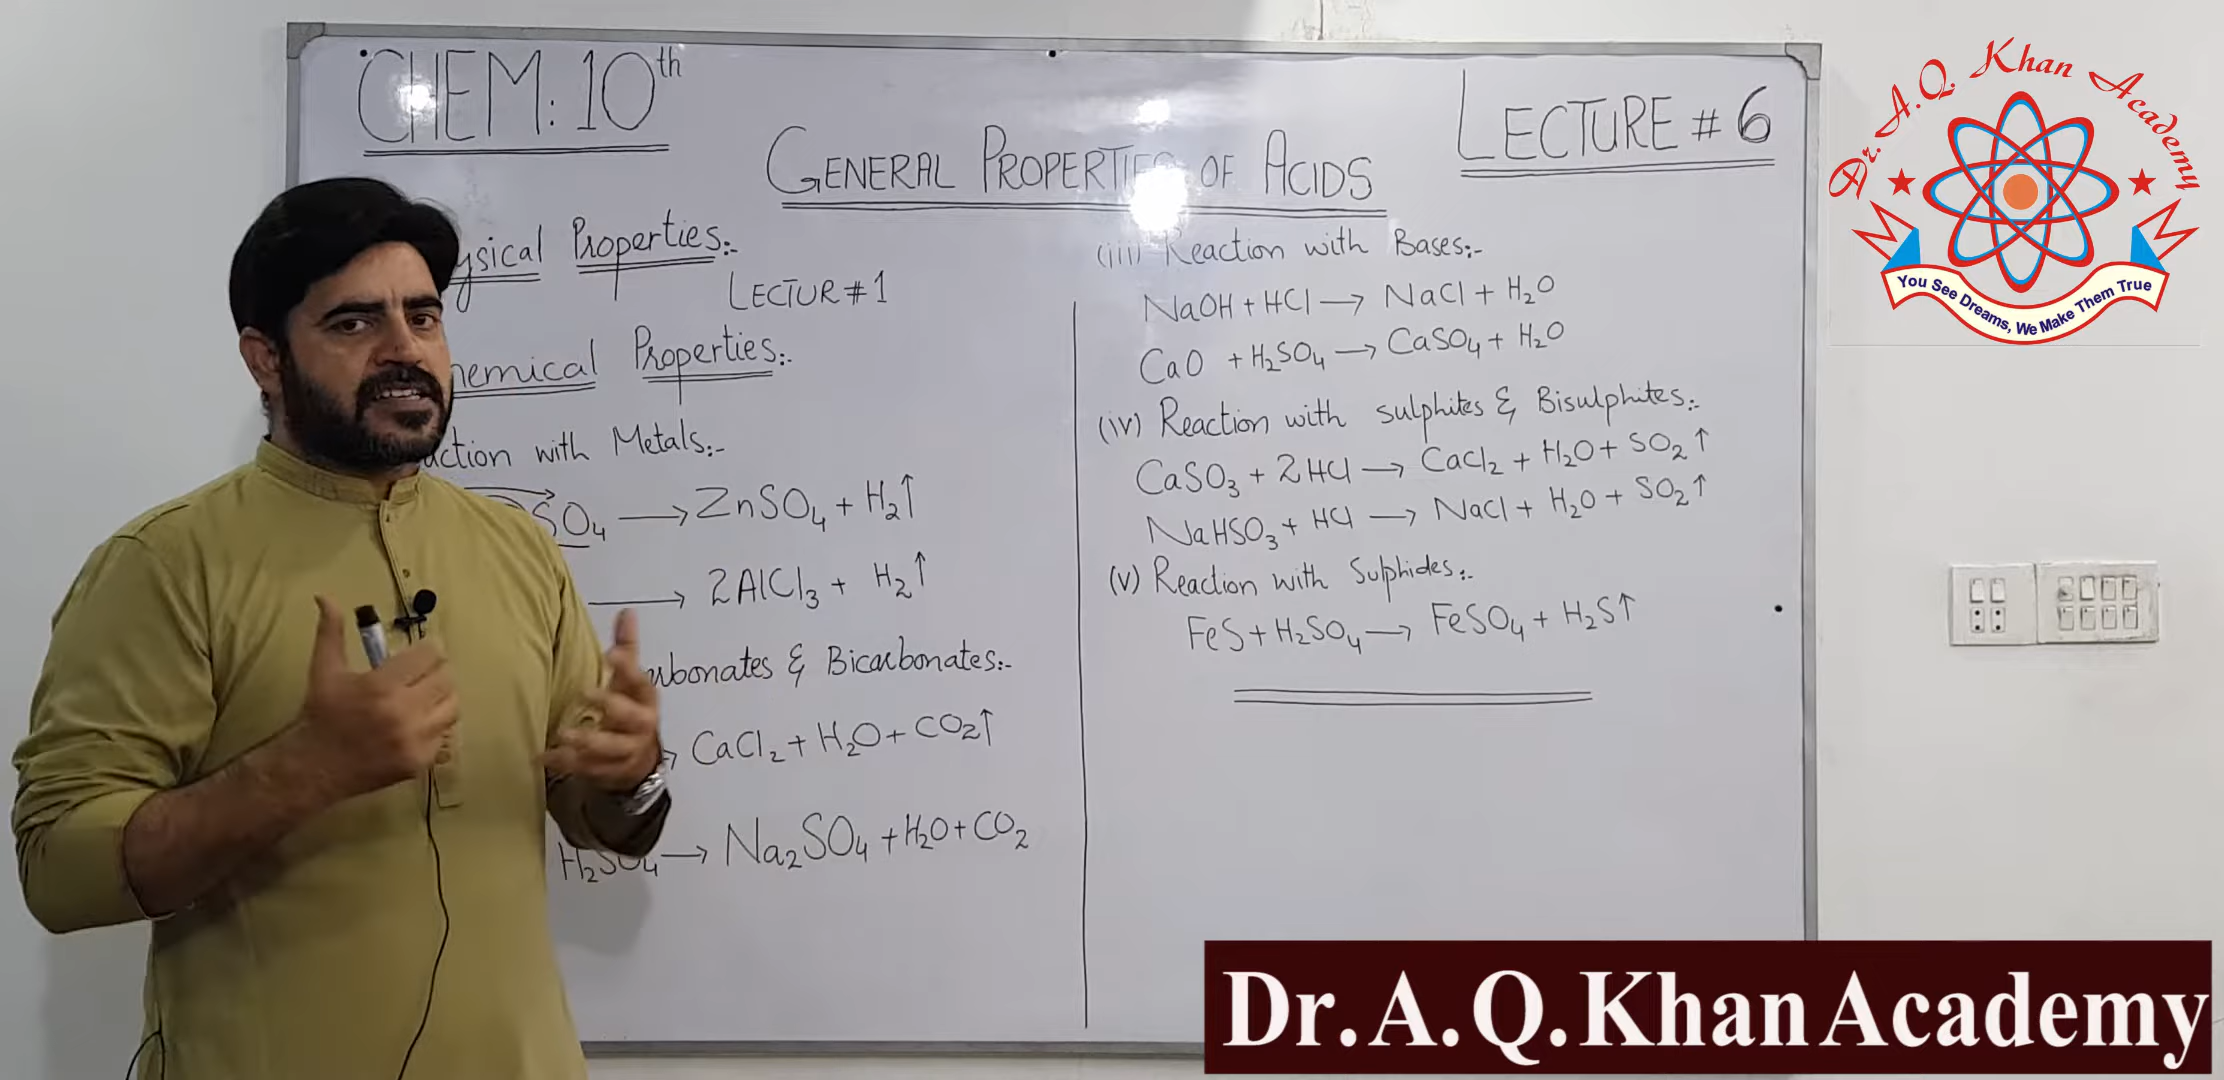 CHEM: 10th
GENERAL PROPERTIES OF ACIDS
LECTURE # 6
Properties:-
LECTUR # 1
Properties:-
with Metals:-
SO₄ → ZnSO₄ + H₂↑
→ 2AlCl₃ + H₂↑
& Bicarbonates:-
→ CaCl₂ + H₂O + CO₂↑
H₂SO₄ → Na₂SO₄ + H₂O + CO₂
(iii) Reaction with Bases:-
NaOH + HCl → NaCl + H₂O
CaO + H₂SO₄ → CaSO₄ + H₂O
(iv) Reaction with sulphites & Bisulphites:-
CaSO₃ + 2HCl → CaCl₂ + H₂O + SO₂↑
NaHSO₃ + HCl → NaCl + H₂O + SO₂↑
(v) Reaction with Sulphides:-
FeS + H₂SO₄ → FeSO₄ + H₂S↑
Dr. A.Q. Khan Academy
You See Dreams, We Make Them True
Dr. A. Q. Khan Academy